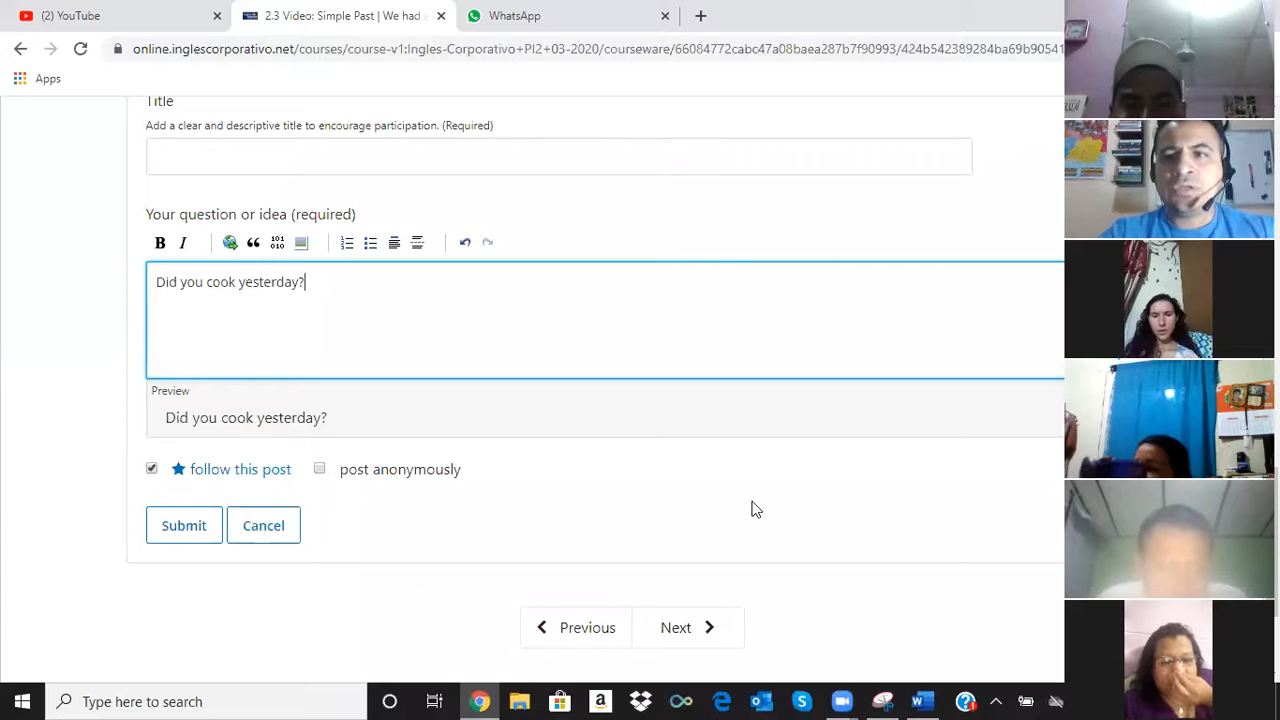 (2) YouTube
2.3 Video: Simple Past | We had a
WhatsApp
online.inglescorporativo.net/courses/course-v1:Ingles-Corporativo+PI2+03-2020/courseware/66084772cabc47a08baea287b7f90993/424b542389284ba69b90541
Apps
Title
Add a clear and descriptive title to encourage participation. (Required)
Your question or idea (required)
B I
Did you cook yesterday?
Preview
Did you cook yesterday?
follow this post
post anonymously
Submit
Cancel
Previous
Next
Type here to search